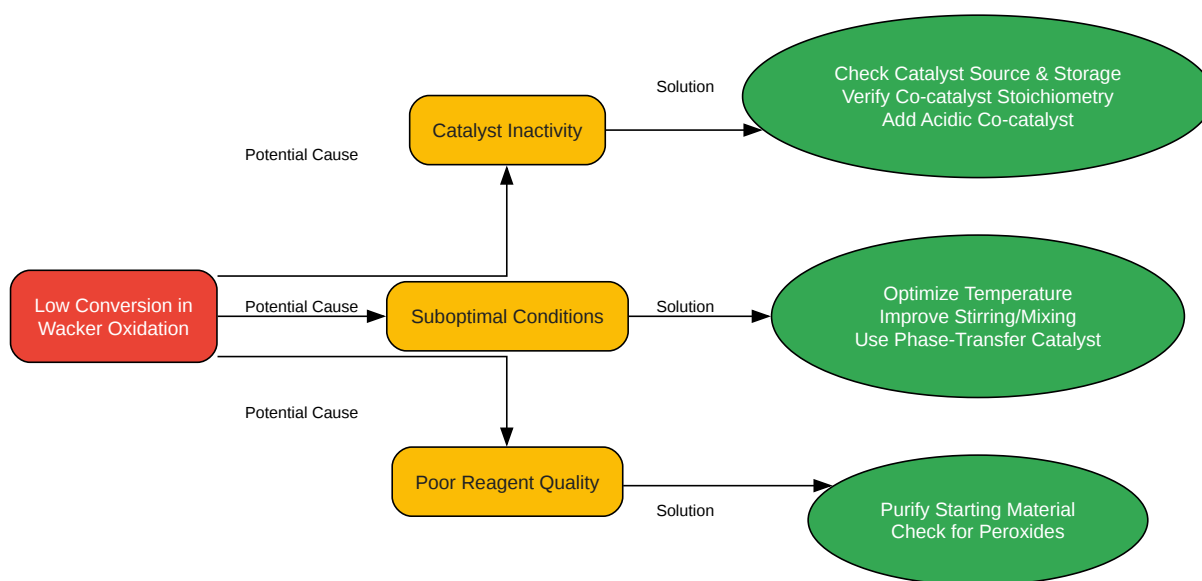 Low Conversion in
Wacker Oxidation
Potential Cause
Catalyst Inactivity
Solution
Check Catalyst Source & Storage
Verify Co-catalyst Stoichiometry
Add Acidic Co-catalyst
Potential Cause
Suboptimal Conditions
Solution
Optimize Temperature
Improve Stirring/Mixing
Use Phase-Transfer Catalyst
Potential Cause
Poor Reagent Quality
Solution
Purify Starting Material
Check for Peroxides